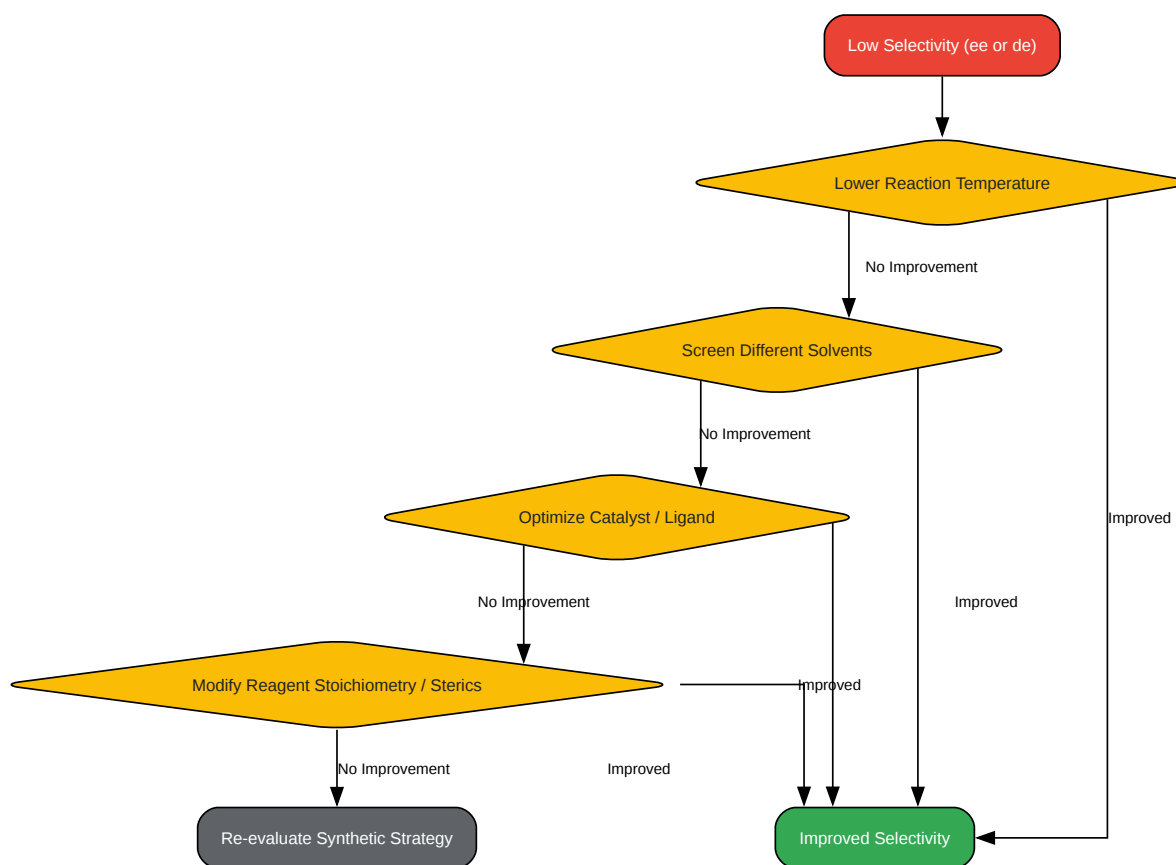 Low Selectivity (ee or de)
Lower Reaction Temperature
No Improvement
Screen Different Solvents
No Improvement
Optimize Catalyst / Ligand
Improved
No Improvement
Improved
Modify Reagent Stoichiometry / Sterics
Improved
No Improvement
Improved
Re-evaluate Synthetic Strategy
Improved Selectivity